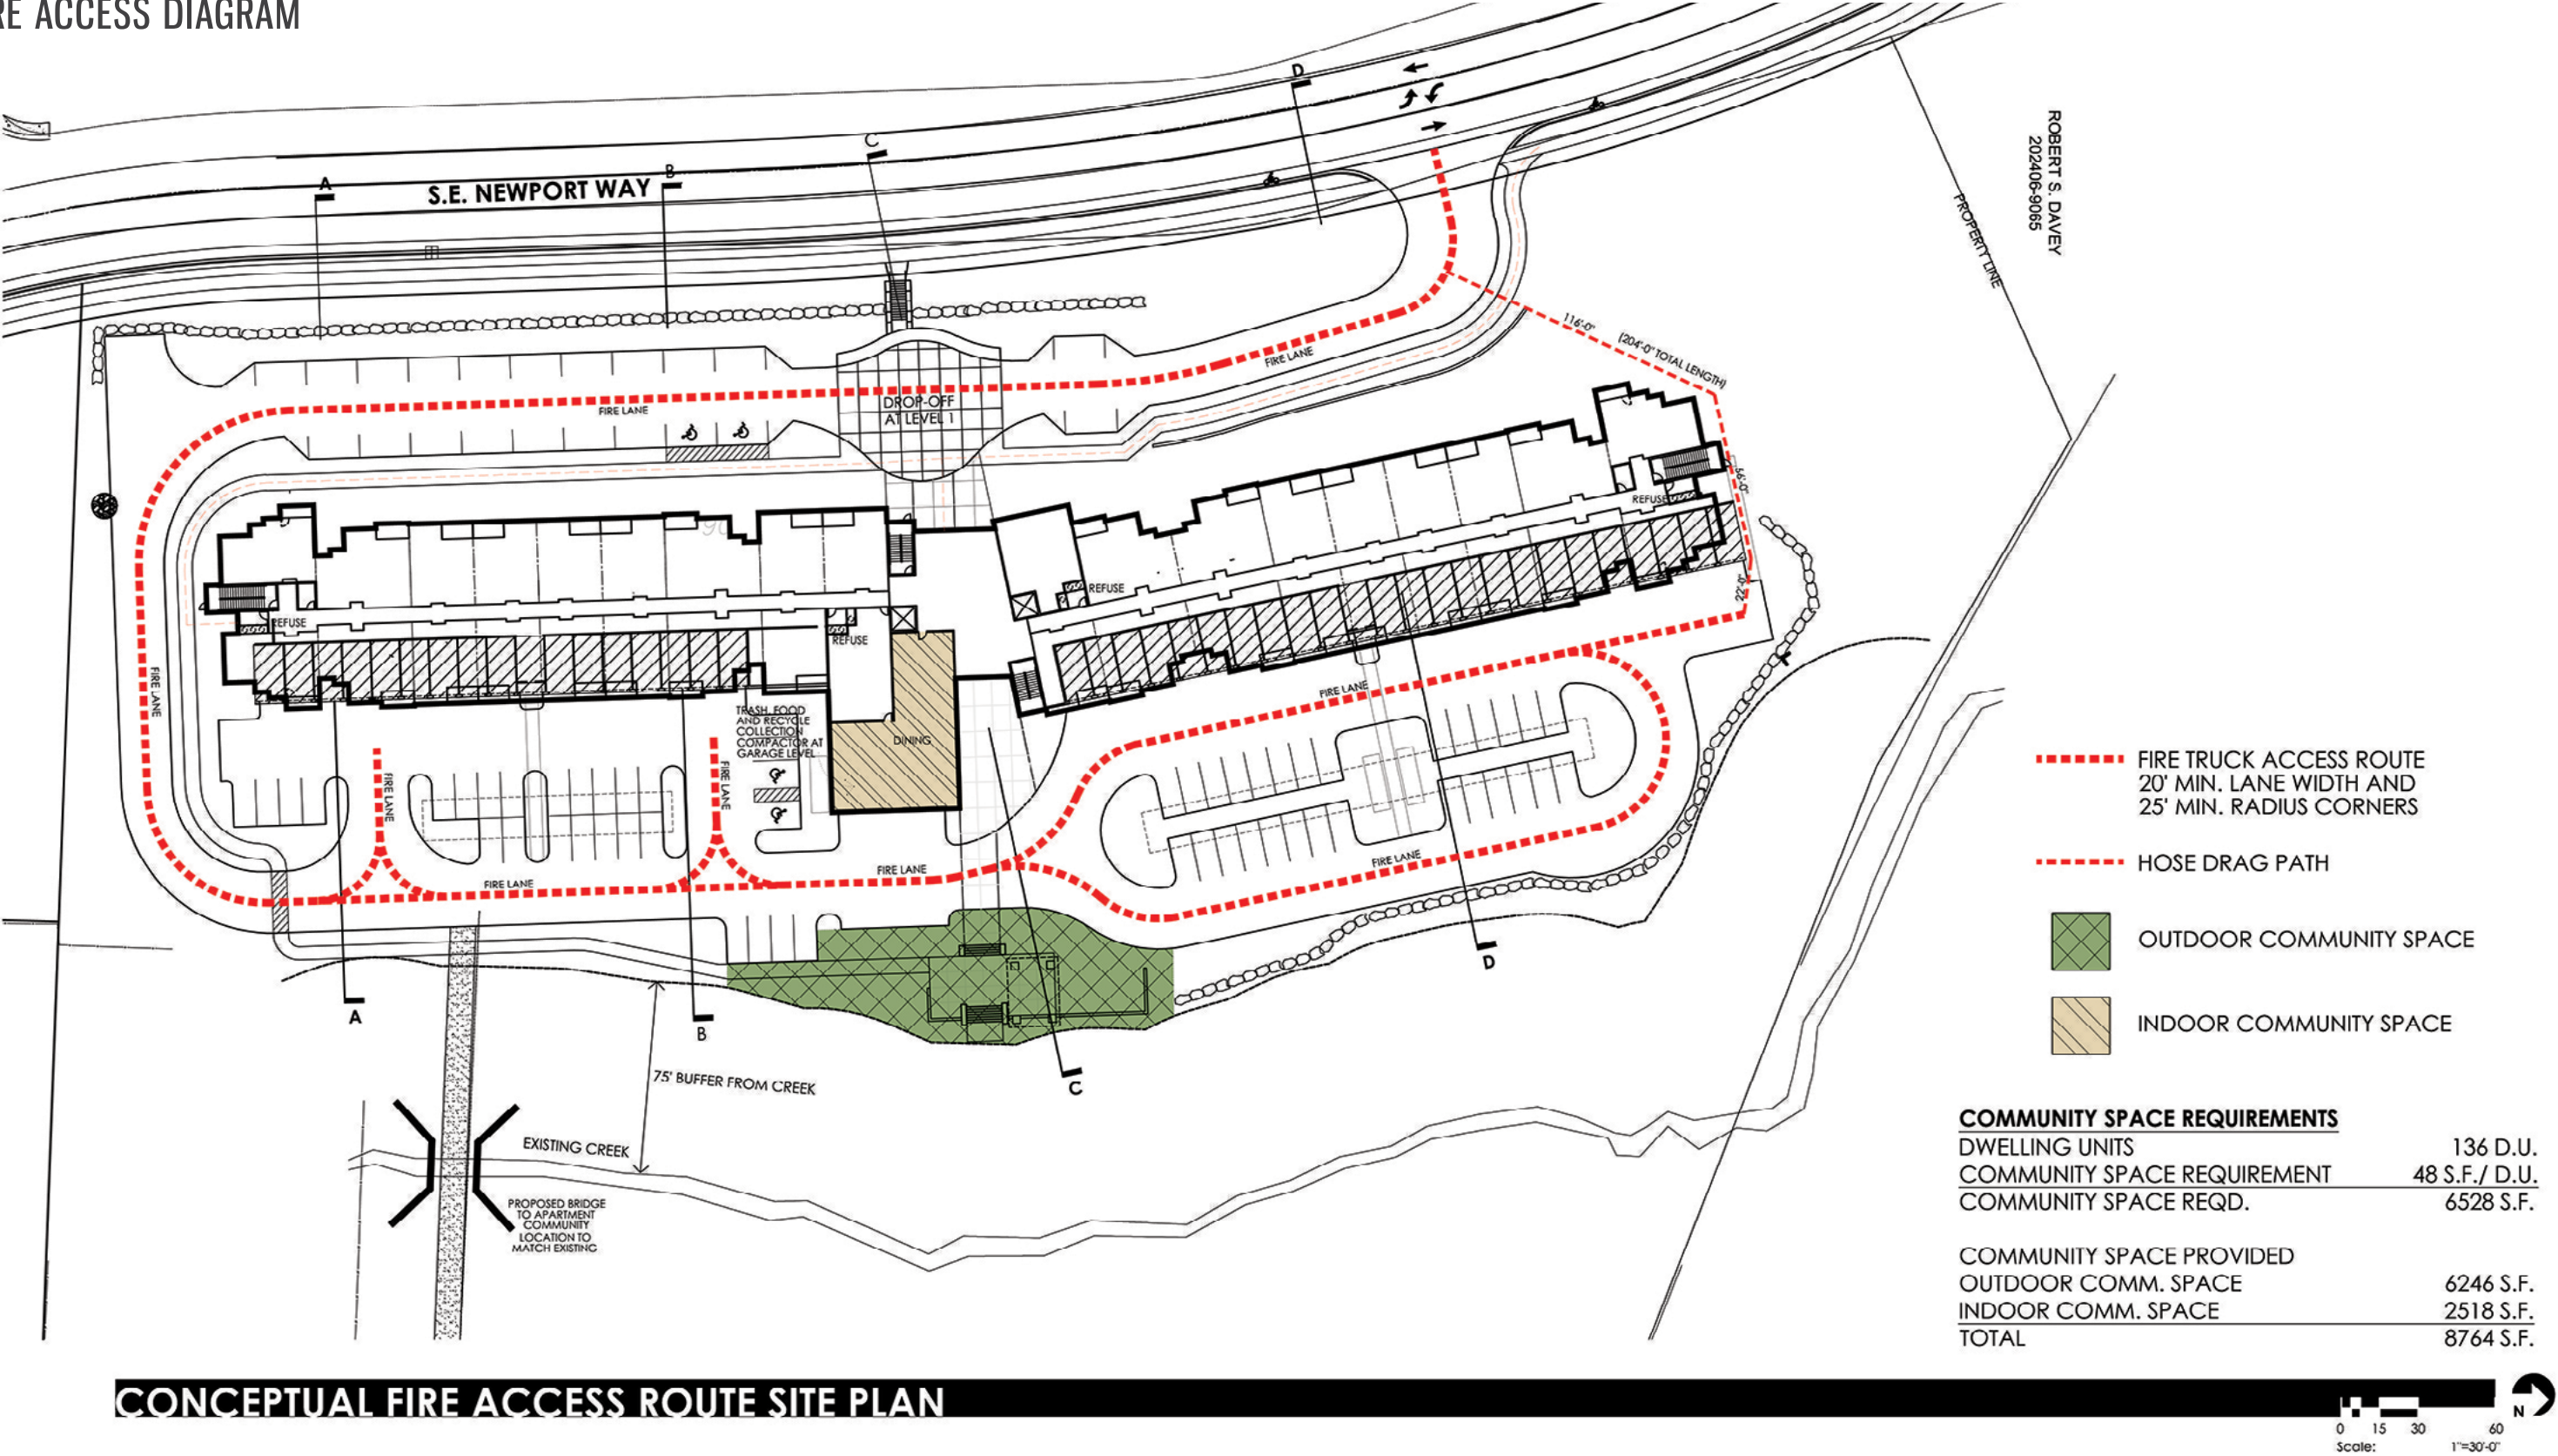 RE ACCESS DIAGRAM
D
C
B
A
S.E. NEWPORT WAY
ROBERT S. DAVEY
202406-9065
PROPERTY LINE
116'-0"
(204'-0" TOTAL LENGTH)
FIRE LANE
DROP-OFF
AT LEVEL 1
FIRE LANE
66'-0"
REFUSE
22'-0"
REFUSE
REFUSE
REFUSE
FIRE LANE
FIRE LANE
TRASH, FOOD
AND RECYCLE
COLLECTION
COMPACTOR AT
GARAGE LEVEL
DINING
FIRE LANE
FIRE LANE
FIRE LANE
FIRE LANE
FIRE LANE
A
B
C
D
75' BUFFER FROM CREEK
EXISTING CREEK
PROPOSED BRIDGE
TO APARTMENT
COMMUNITY
LOCATION TO
MATCH EXISTING
FIRE TRUCK ACCESS ROUTE
20' MIN. LANE WIDTH AND
25' MIN. RADIUS CORNERS
HOSE DRAG PATH
OUTDOOR COMMUNITY SPACE
INDOOR COMMUNITY SPACE
COMMUNITY SPACE REQUIREMENTS
DWELLING UNITS 136 D.U.
COMMUNITY SPACE REQUIREMENT 48 S.F./ D.U.
COMMUNITY SPACE REQD. 6528 S.F.
COMMUNITY SPACE PROVIDED
OUTDOOR COMM. SPACE 6246 S.F.
INDOOR COMM. SPACE 2518 S.F.
TOTAL 8764 S.F.
CONCEPTUAL FIRE ACCESS ROUTE SITE PLAN
N
0 15 30 60
Scale: 1"=30'-0"